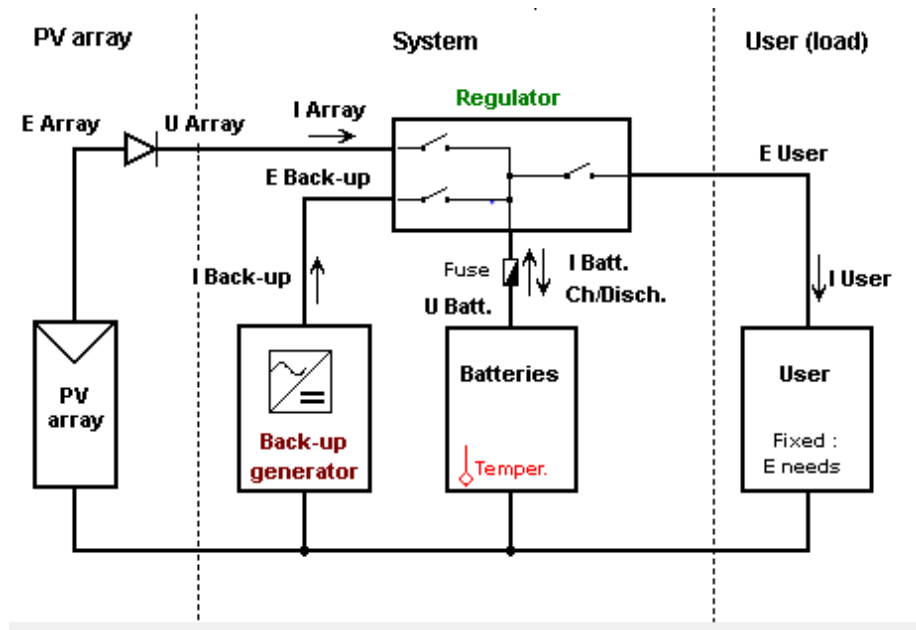 PV array
System
User (load)
Regulator
I Array
E Array
U Array
E User
E Back-up
I Back-up
Fuse
I Batt.
Ch/Disch.
U Batt.
I User
PV
array
Back-up
generator
Batteries
Temper.
User
Fixed :
E needs